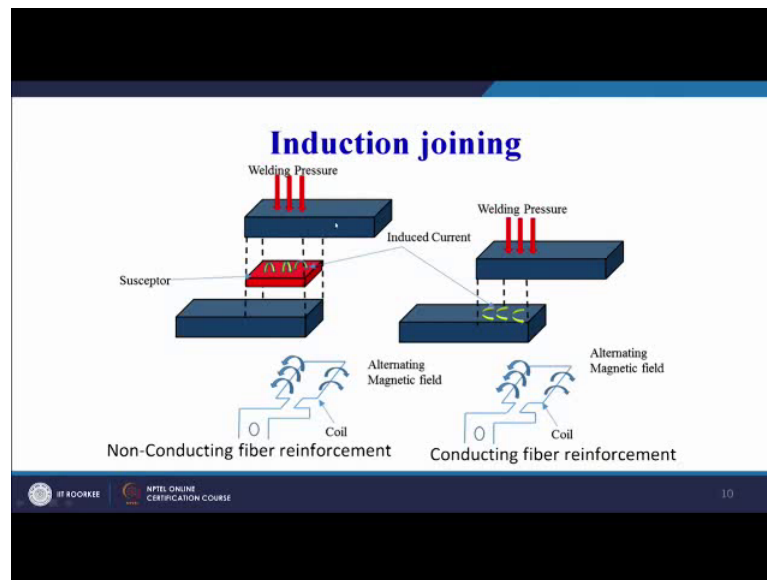 Induction joining
Welding Pressure
Welding Pressure
Induced Current
Susceptor
Alternating
Magnetic field
Alternating
Magnetic field
Coil
Coil
Non-Conducting fiber reinforcement
Conducting fiber reinforcement
IIT ROORKEE
NPTEL ONLINE
CERTIFICATION COURSE
10